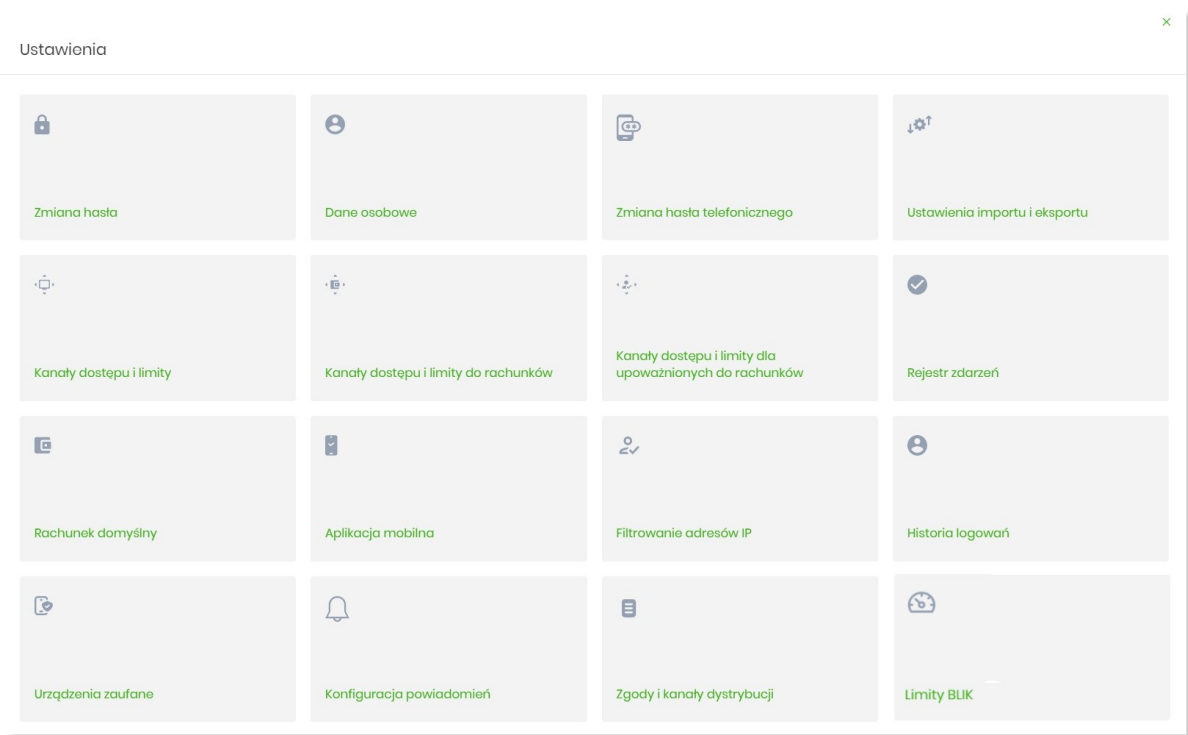 Ustawienia
Zmiana hasła
Dane osobowe
Zmiana hasła telefonicznego
Ustawienia importu i eksportu
Kanały dostępu i limity
Kanały dostępu i limity do rachunków
Kanały dostępu i limity dla
upoważnionych do rachunków
Rejestr zdarzeń
Rachunek domyślny
Aplikacja mobilna
Filtrowanie adresów IP
Historia logowań
Urządzenia zaufane
Konfiguracja powiadomień
Zgody i kanały dystrybucji
Limity BLIK